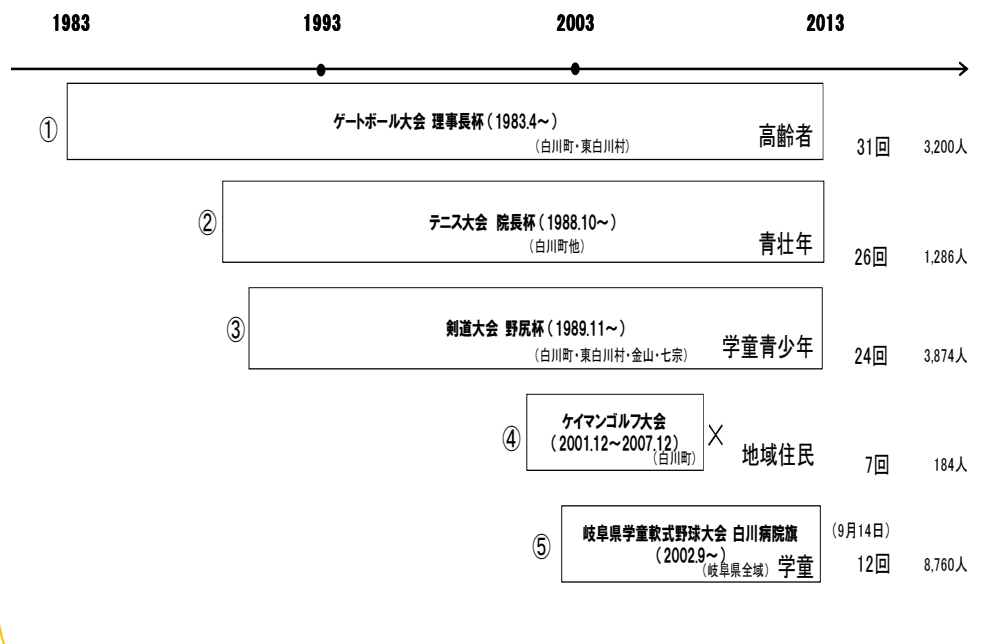 1983 1993 2003 2013
① ゲートボール大会 理事長杯(1983.4～)
(白川町・東白川村)
高齢者 31回 3,200人
② テニス大会 院長杯(1988.10～)
(白川町他)
青壮年 26回 1,286人
③ 剣道大会 野尻杯(1989.11～)
(白川町・東白川村・金山・七宗)
学童青少年 24回 3,874人
④ ケイマンゴルフ大会
(2001.12～2007.12)
(白川町)
× 地域住民 7回 184人
⑤ 岐阜県学童軟式野球大会 白川病院旗
(2002.9～)
(岐阜県全域) 学童
(9月14日)
12回 8,760人